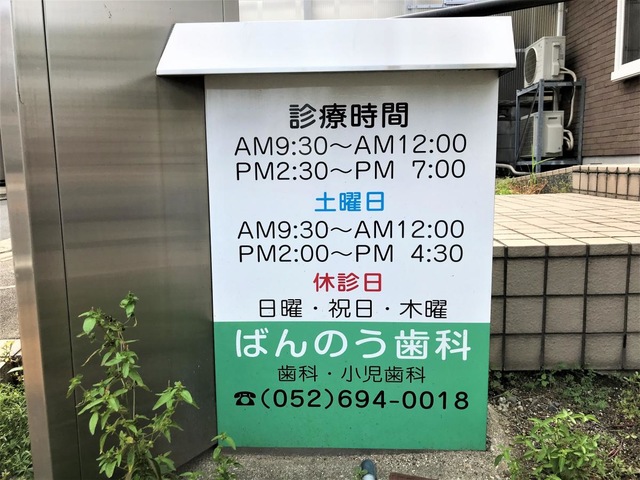 診療時間
AM9:30～AM12:00
PM2:30～PM 7:00
土曜日
AM9:30～AM12:00
PM2:00～PM 4:30
休診日
日曜・祝日・木曜
ばんのう歯科
歯科・小児歯科
☎(052)694-0018